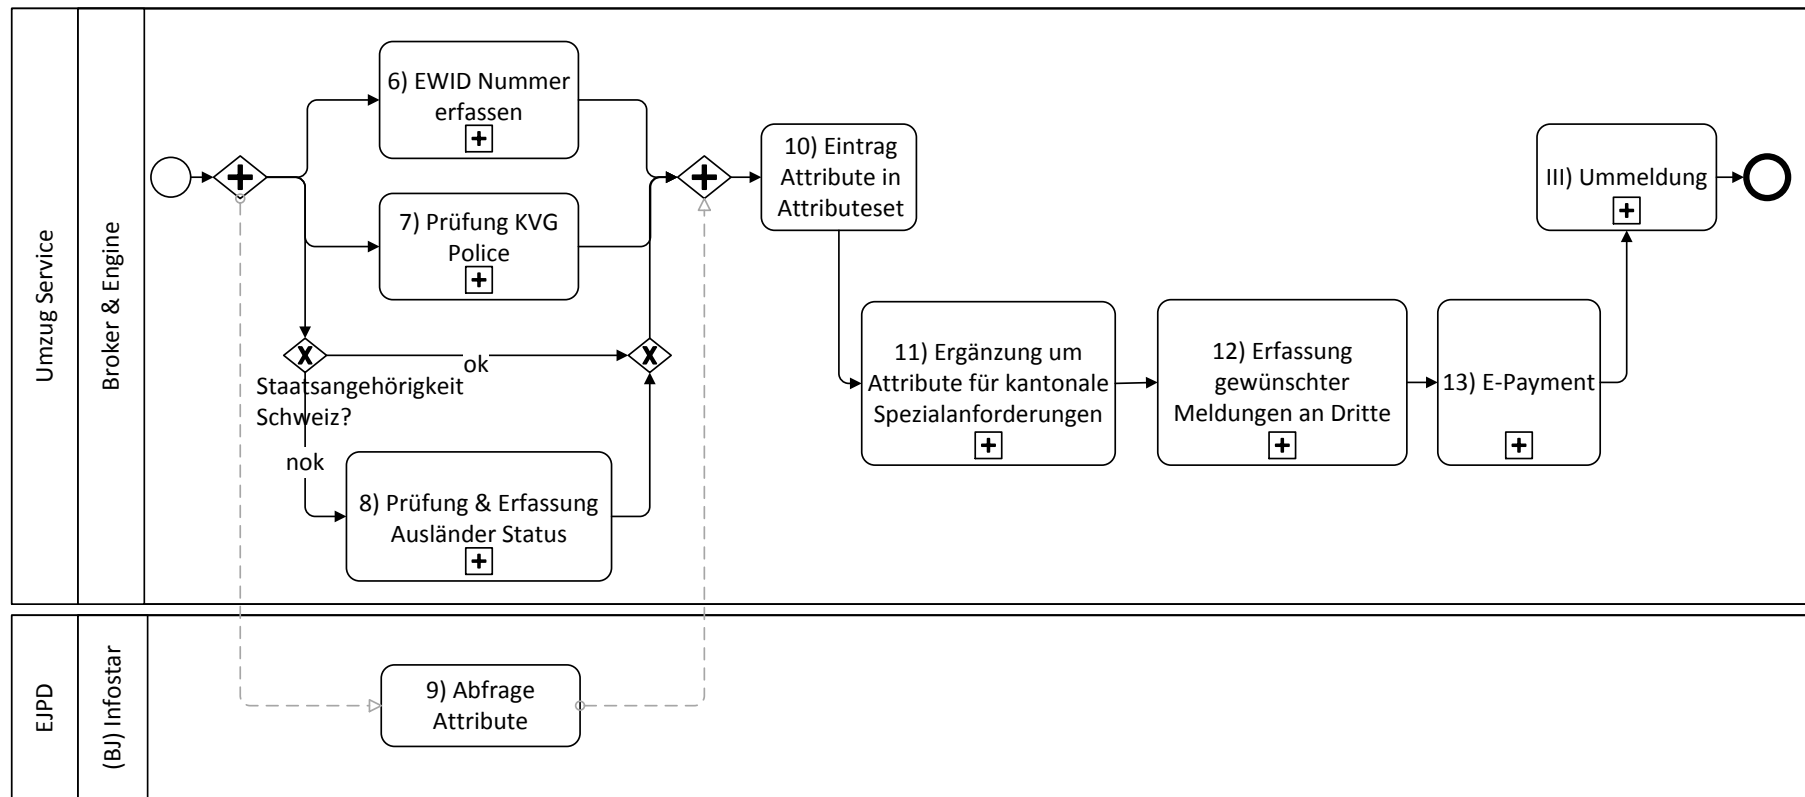 Umzug Service
Broker & Engine
6) EWID Nummer
erfassen
7) Prüfung KVG
Police
ok
Staatsangehörigkeit
Schweiz?
nok
8) Prüfung & Erfassung
Ausländer Status
10) Eintrag
Attribute in
Attributeset
11) Ergänzung um
Attribute für kantonale
Spezialanforderungen
12) Erfassung
gewünschter
Meldungen an Dritte
13) E-Payment
III) Ummeldung
EJPD
(BJ) Infostar
9) Abfrage
Attribute